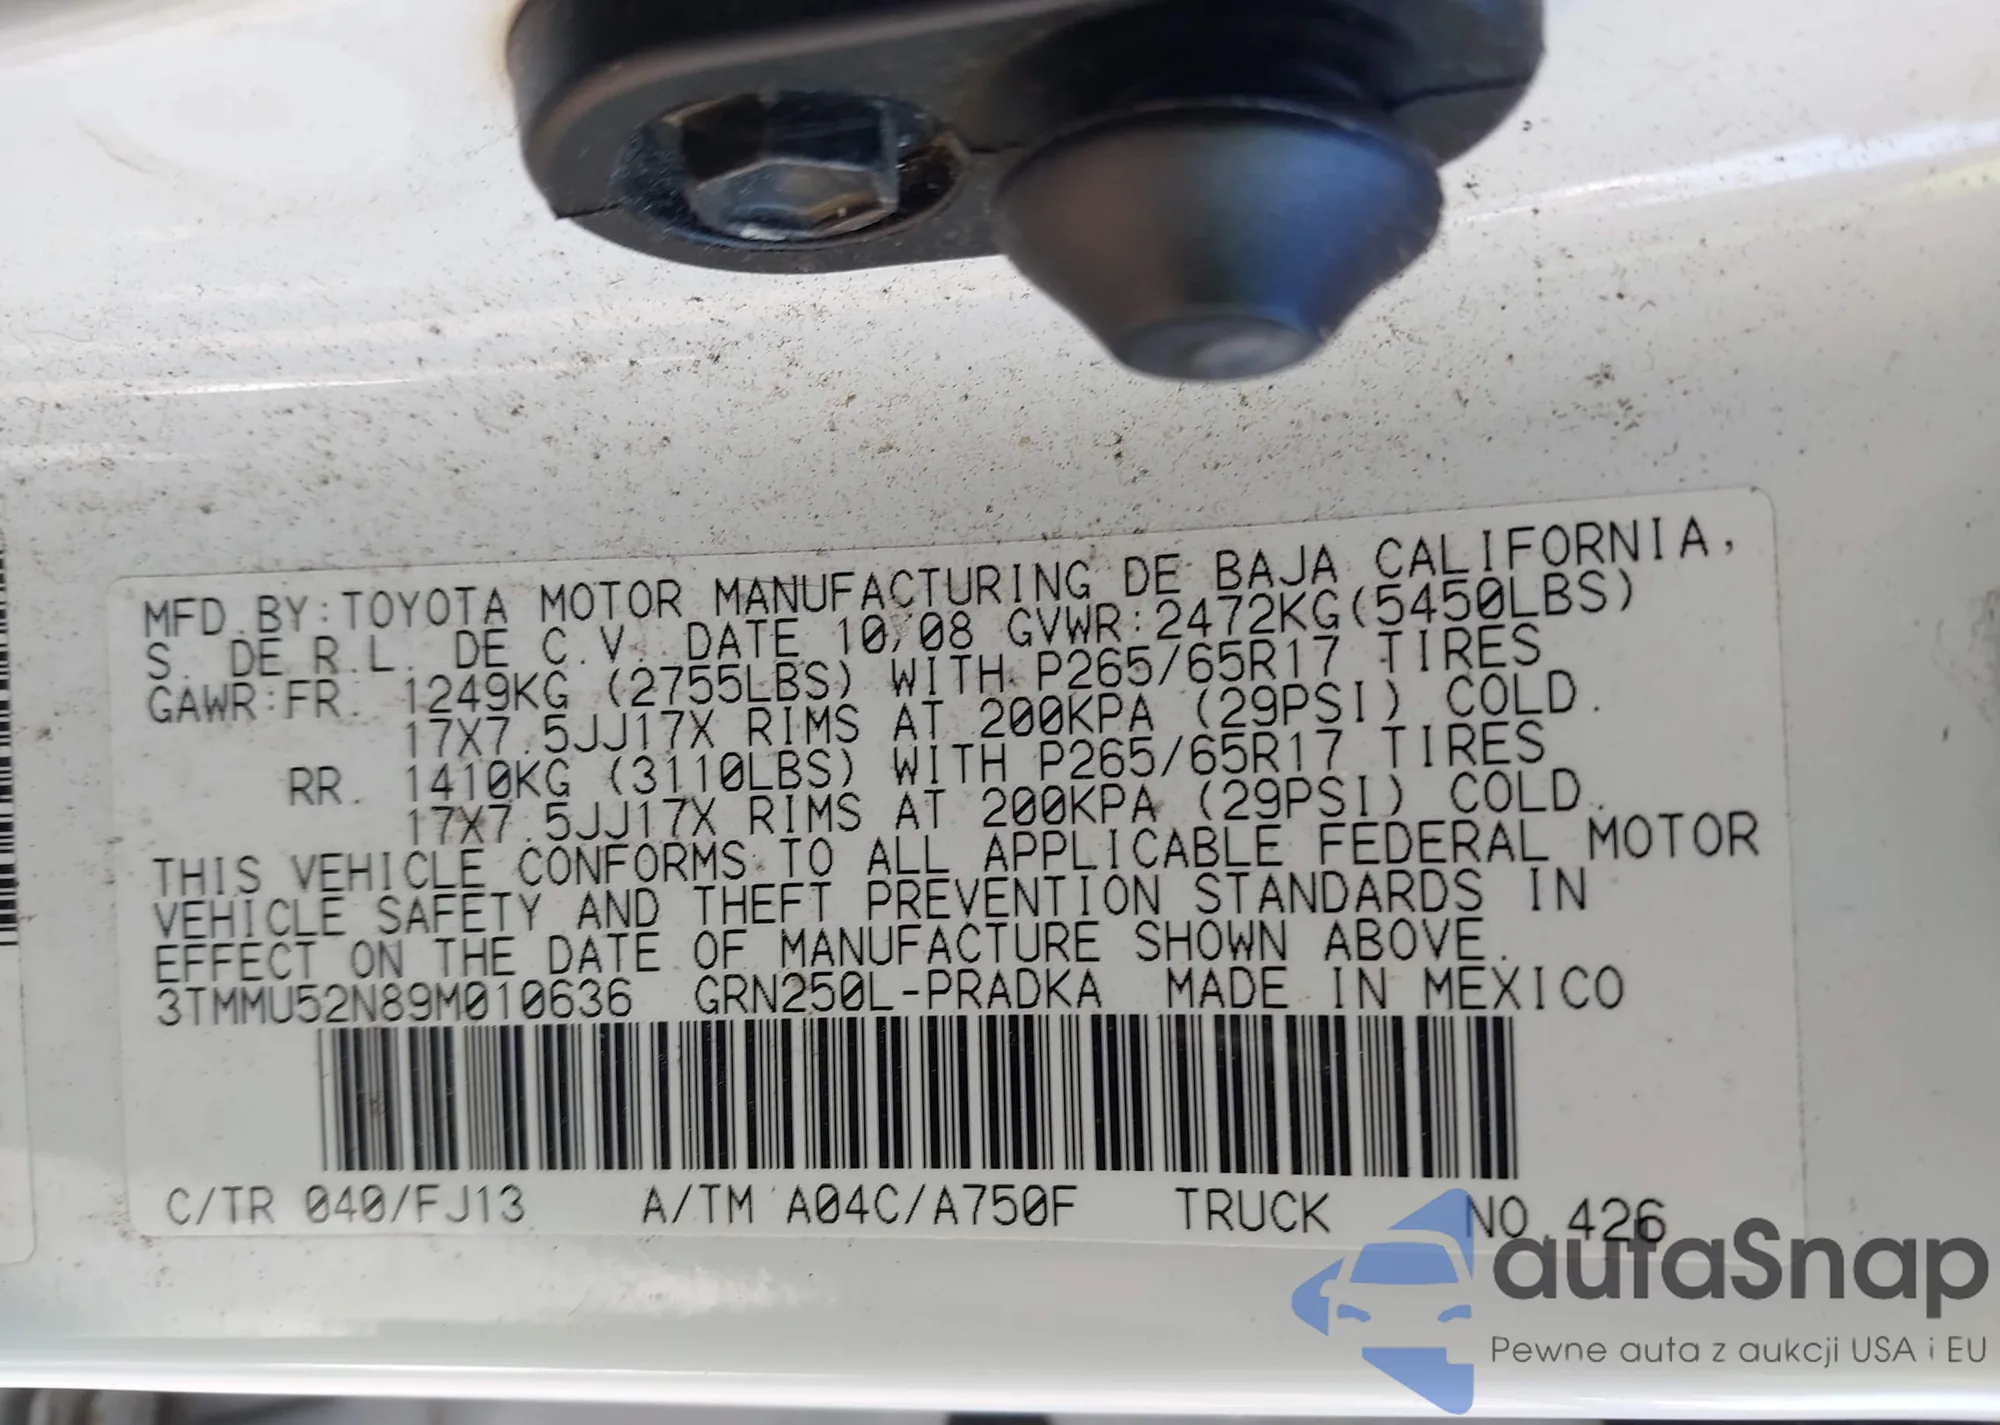 MFD.BY:TOYOTA MOTOR MANUFACTURING DE BAJA CALIFORNIA,
S. DE R.L. DE C.V. DATE 10/08 GVWR:2472KG(5450LBS)
GAWR:FR. 1249KG (2755LBS) WITH P265/65R17 TIRES
17X7.5JJ17X RIMS AT 200KPA (29PSI) COLD.
RR. 1410KG (3110LBS) WITH P265/65R17 TIRES
17X7.5JJ17X RIMS AT 200KPA (29PSI) COLD.
THIS VEHICLE CONFORMS TO ALL APPLICABLE FEDERAL MOTOR
VEHICLE SAFETY AND THEFT PREVENTION STANDARDS IN
EFFECT ON THE DATE OF MANUFACTURE SHOWN ABOVE.
3TMMU52N89M010636 GRN250L-PRADKA MADE IN MEXICO
C/TR 040/FJ13 A/TM A04C/A750F TRUCK NO.426
autaSnap
Pewne auta z aukcji USA i EU